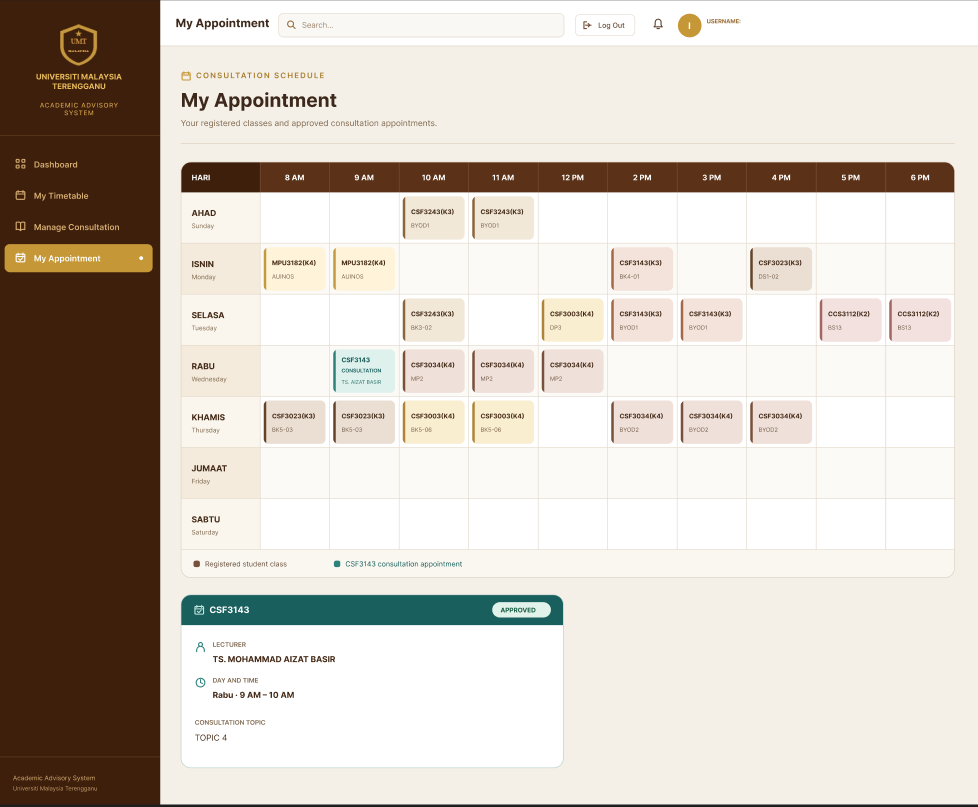 UMT
MALAYSIA
UNIVERSITI MALAYSIA
TERENGGANU
ACADEMIC ADVISORY
SYSTEM
Dashboard
My Timetable
Manage Consultation
My Appointment
Academic Advisory System
Universiti Malaysia Terengganu
My Appointment
Search...
Log Out
I
USERNAME:
CONSULTATION SCHEDULE
My Appointment
Your registered classes and approved consultation appointments.
HARI 8 AM 9 AM 10 AM 11 AM 12 PM 2 PM 3 PM 4 PM 5 PM 6 PM
AHAD
Sunday
CSF3243(K3) CSF3243(K3)
BYOD1 BYOD1
ISNIN
Monday
MPU3182(K4) MPU3182(K4) CSF3143(K3) CSF3023(K3)
AUINOS AUINOS BK4-01 DS1-02
SELASA
Tuesday
CSF3243(K3) CSF3003(K4) CSF3143(K3) CSF3143(K3) CCS3112(K2) CCS3112(K2)
BK3-02 DP3 BYOD1 BYOD1 BS13 BS13
RABU
Wednesday
CSF3143
CONSULTATION
TS. AIZAT BASIR
CSF3034(K4) CSF3034(K4) CSF3034(K4)
MP2 MP2 MP2
KHAMIS
Thursday
CSF3023(K3) CSF3023(K3) CSF3003(K4) CSF3003(K4) CSF3034(K4) CSF3034(K4) CSF3034(K4)
BK5-03 BK5-03 BK5-06 BK5-06 BYOD2 BYOD2 BYOD2
JUMAAT
Friday
SABTU
Saturday
Registered student class
CSF3143 consultation appointment
CSF3143
APPROVED
LECTURER
TS. MOHAMMAD AIZAT BASIR
DAY AND TIME
Rabu · 9 AM – 10 AM
CONSULTATION TOPIC
TOPIC 4